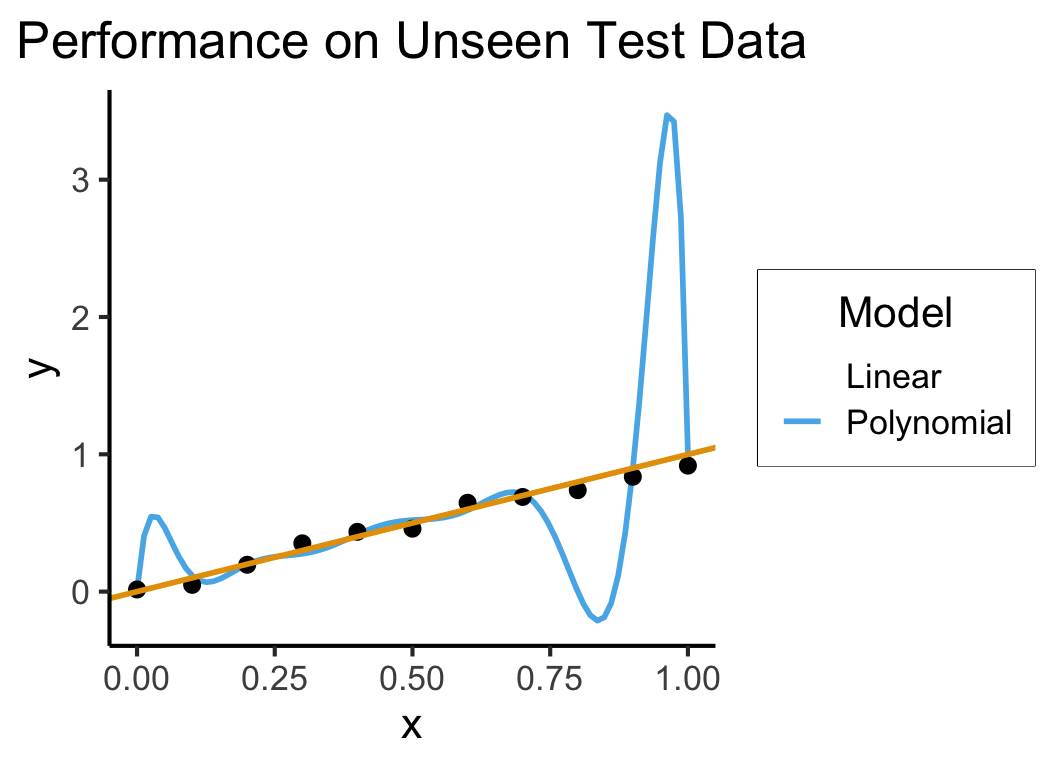 Performance on Unseen Test Data
3
2
1
0
y
0.00 0.25 0.50 0.75 1.00
x
Model
Linear
Polynomial